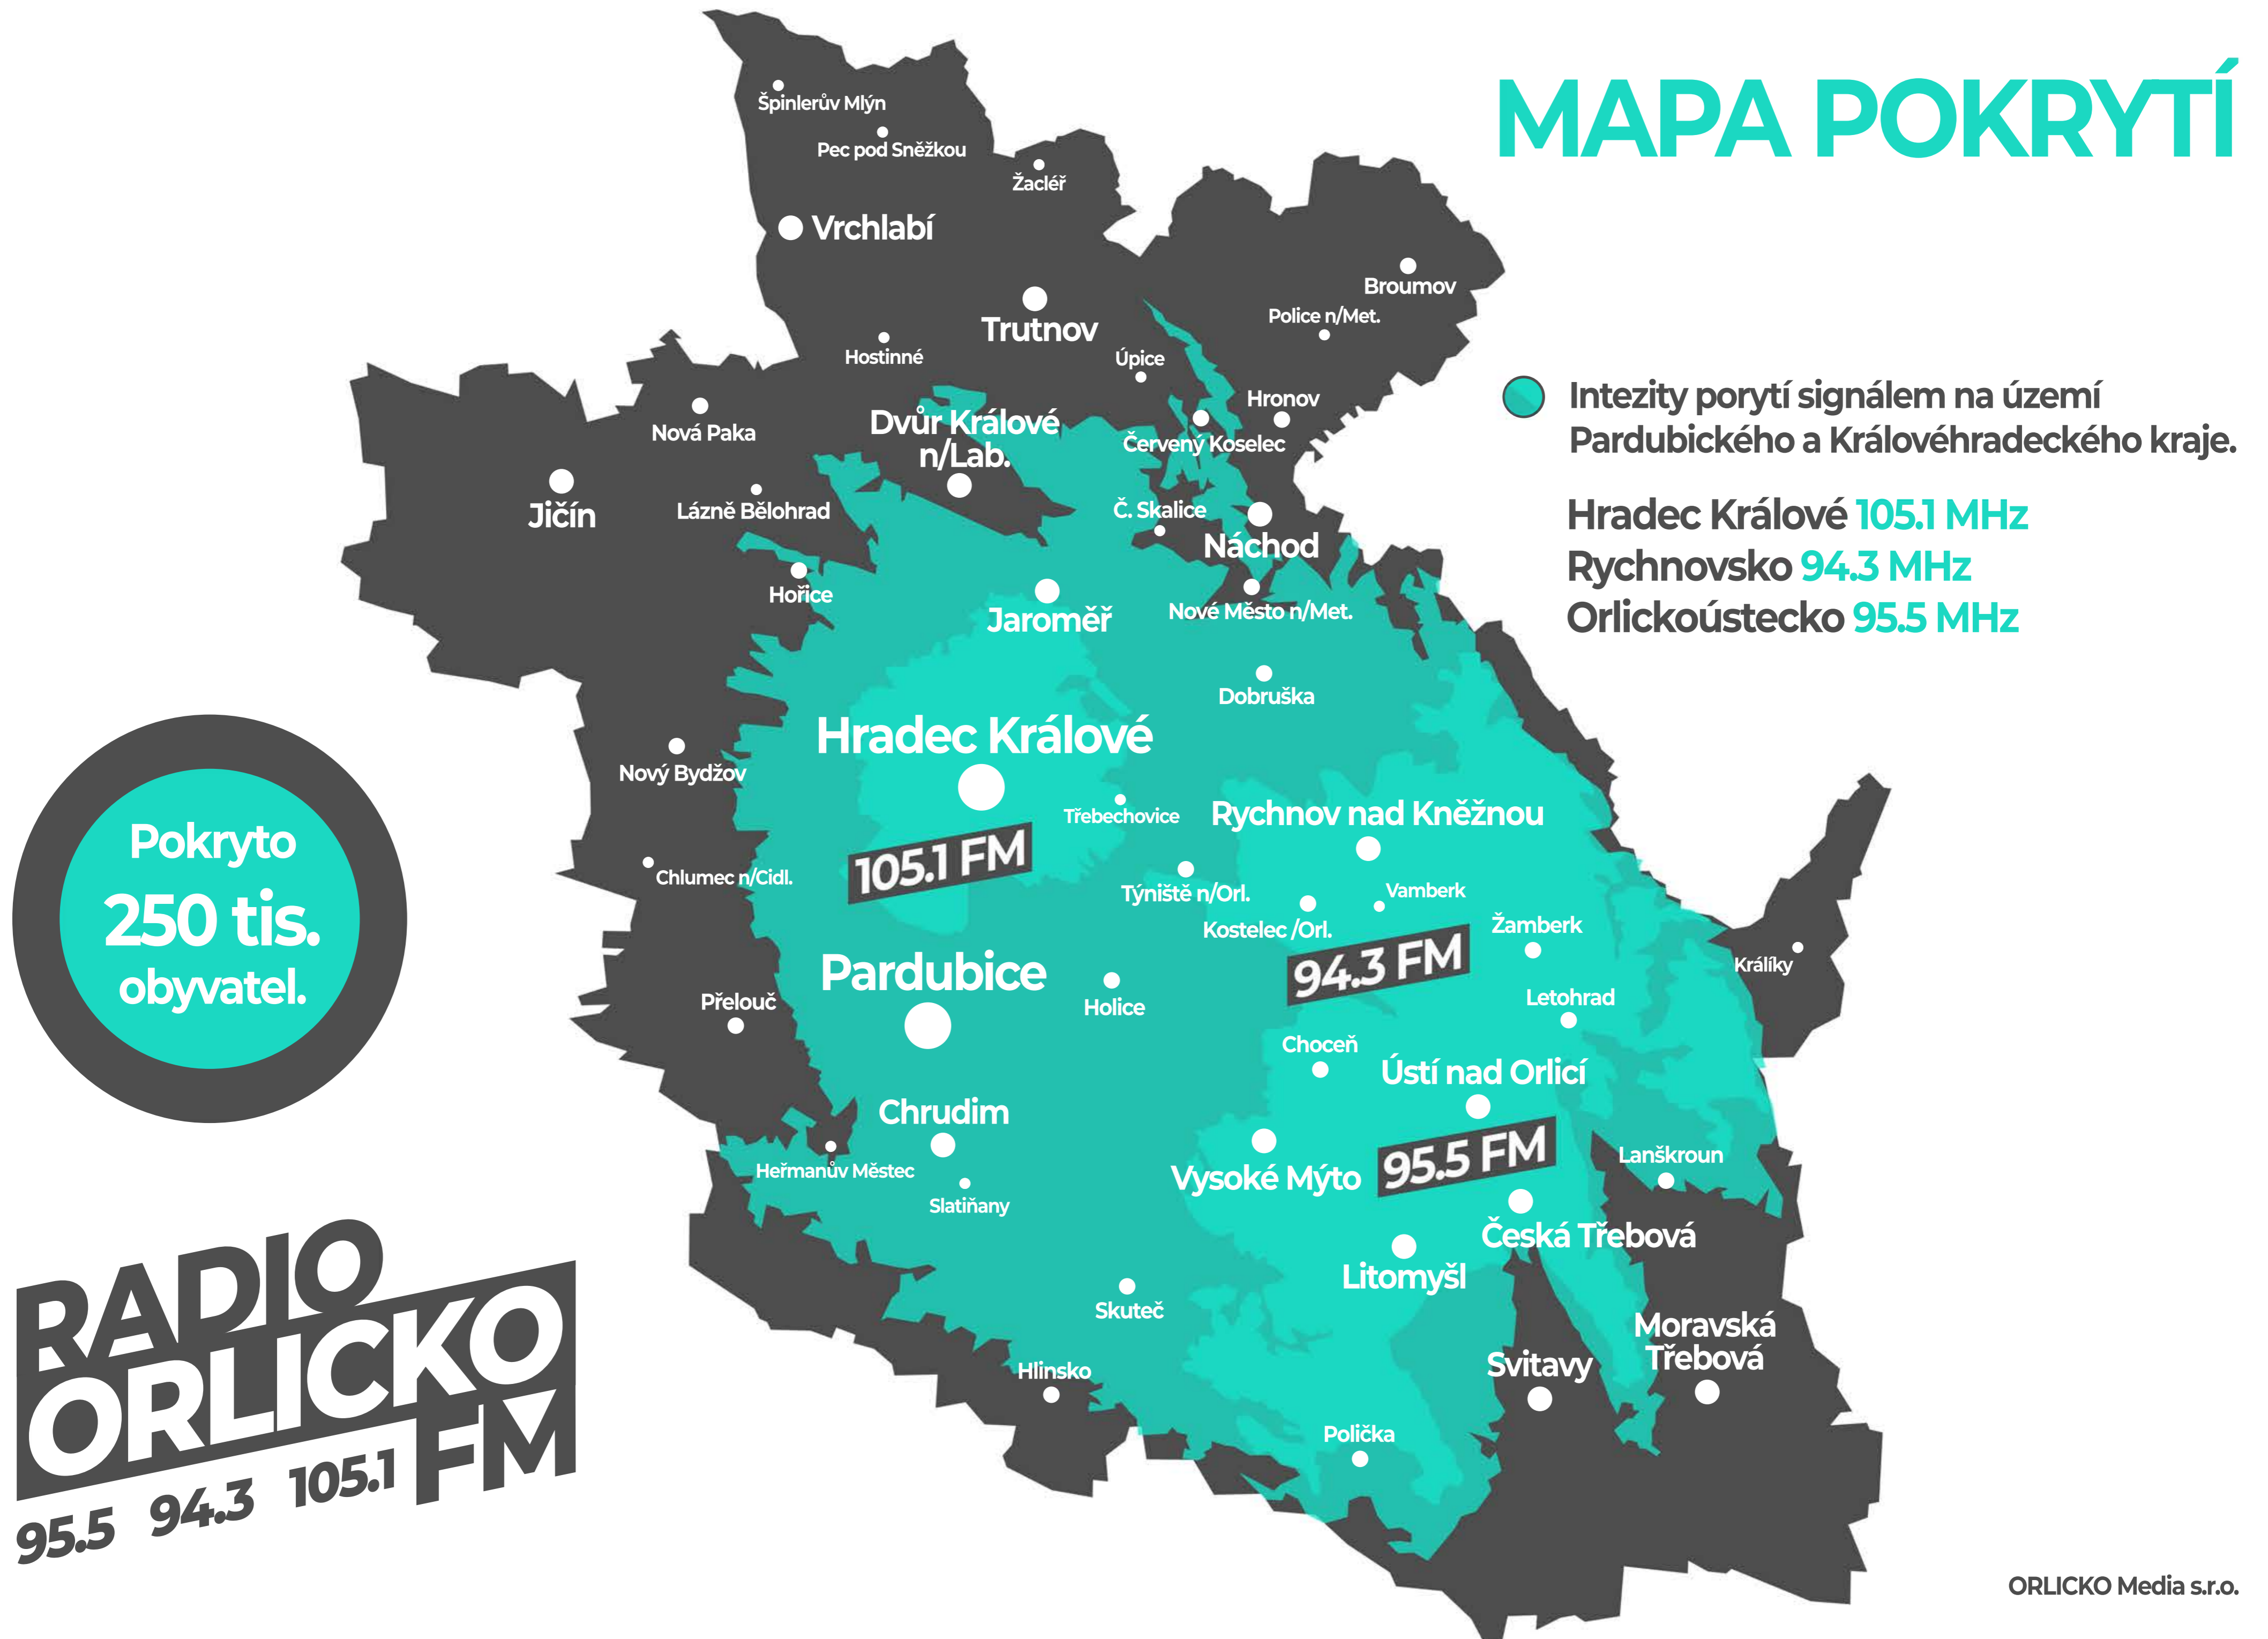 MAPA POKRYTÍ
Špinlerův Mlýn
Pec pod Sněžkou
Žacléř
Vrchlabí
Broumov
Police n/Met.
Trutnov
Hostinné
Úpice
Hronov
Nová Paka
Dvůr Králové
n/Lab.
Červený Koselec
Intezity porytí signálem na území
Pardubického a Královéhradeckého kraje.
Hradec Králové 105.1 MHz
Rychnovsko 94.3 MHz
Orlickoústecko 95.5 MHz
Jičín
Lázně Bělohrad
Č. Skalice
Náchod
Hořice
Jaroměř
Nové Město n/Met.
Dobruška
Hradec Králové
Nový Bydžov
Třebechovice
Rychnov nad Kněžnou
105.1 FM
Chlumec n/Cidl.
Týniště n/Orl.
Vamberk
Kostelec /Orl.
Žamberk
94.3 FM
Králíky
Pardubice
Přelouč
Holice
Letohrad
Choceň
Ústí nad Orlicí
Chrudim
Heřmanův Městec
Slatiňany
Vysoké Mýto
95.5 FM
Lanškroun
Česká Třebová
Litomyšl
Skuteč
Moravská
Třebová
Svitavy
Hlinsko
Polička
Pokryto
250 tis.
obyvatel.
RADIO
ORLICKO
FM
95.5 94.3 105.1
ORLICKO Media s.r.o.